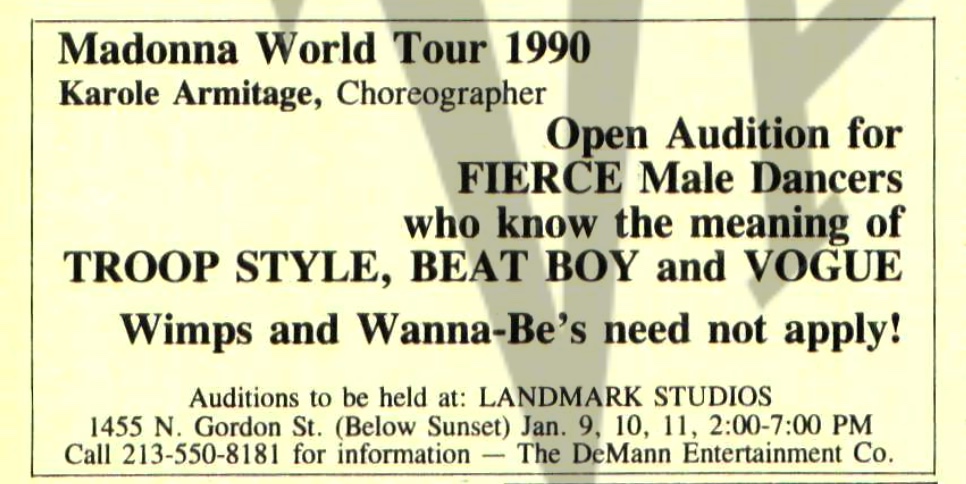 Madonna World Tour 1990
Karole Armitage, Choreographer
Open Audition for
FIERCE Male Dancers
who know the meaning of
TROOP STYLE, BEAT BOY and VOGUE
Wimps and Wanna-Be's need not apply!
Auditions to be held at: LANDMARK STUDIOS
1455 N. Gordon St. (Below Sunset) Jan. 9, 10, 11, 2:00-7:00 PM
Call 213-550-8181 for information — The DeMann Entertainment Co.